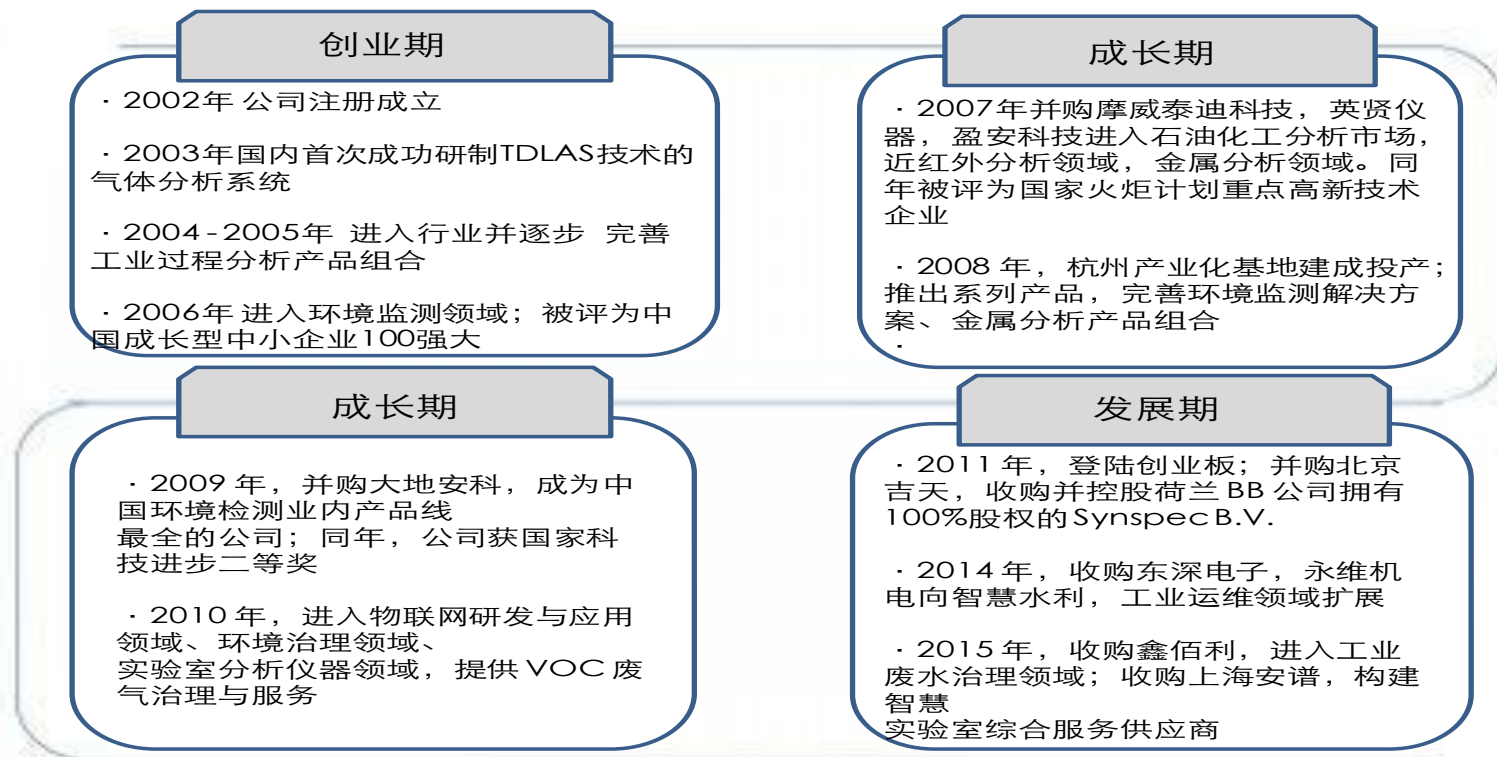 创业期
· 2002年 公司注册成立
· 2003年国内首次成功研制TDLAS技术的
气体分析系统
· 2004-2005年 进入行业并逐步 完善
工业过程分析产品组合
· 2006年 进入环境监测领域；被评为中
国成长型中小企业100强大
成长期
· 2007年并购摩威泰迪科技，英贤仪
器，盈安科技进入石油化工分析市场，
近红外分析领域，金属分析领域。同
年被评为国家火炬计划重点高新技术
企业
· 2008 年，杭州产业化基地建成投产；
推出系列产品，完善环境监测解决方
案、金属分析产品组合
·
成长期
· 2009 年，并购大地安科，成为中
国环境检测业内产品线
最全的公司；同年，公司获国家科
技进步二等奖
· 2010 年，进入物联网研发与应用
领域、环境治理领域、
实验室分析仪器领域，提供 VOC 废
气治理与服务
发展期
· 2011 年，登陆创业板；并购北京
吉天，收购并控股荷兰 BB 公司拥有
100%股权的 Synspec B.V.
· 2014 年，收购东深电子，永维机
电向智慧水利，工业运维领域扩展
· 2015 年，收购鑫佰利，进入工业
废水治理领域；收购上海安谱，构建
智慧
实验室综合服务供应商